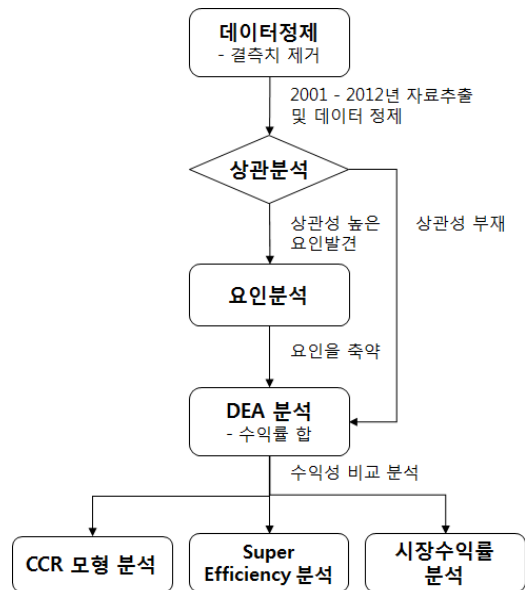 데이터정제
- 결측치 제거
2001 - 2012년 자료추출
및 데이터 정제
상관분석
상관성 높은
요인발견
상관성 부재
요인분석
요인을 축약
DEA 분석
- 수익률 합
수익성 비교 분석
CCR 모형 분석
Super
Efficiency 분석
시장수익률
분석